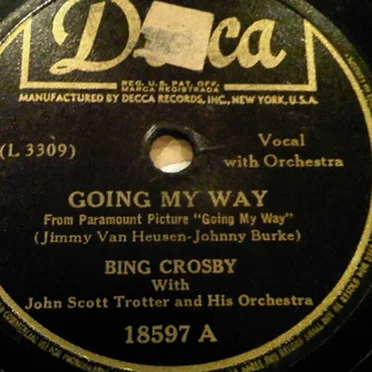 Decca
REG. U.S. PAT. OFF.
MARCA REGISTRADA
MANUFACTURED BY DECCA RECORDS, INC., NEW YORK, U.S.A.
(L 3309)
Vocal
with Orchestra
GOING MY WAY
From Paramount Picture "Going My Way"
(Jimmy Van Heusen-Johnny Burke)
BING CROSBY
With
John Scott Trotter and His Orchestra
18597 A